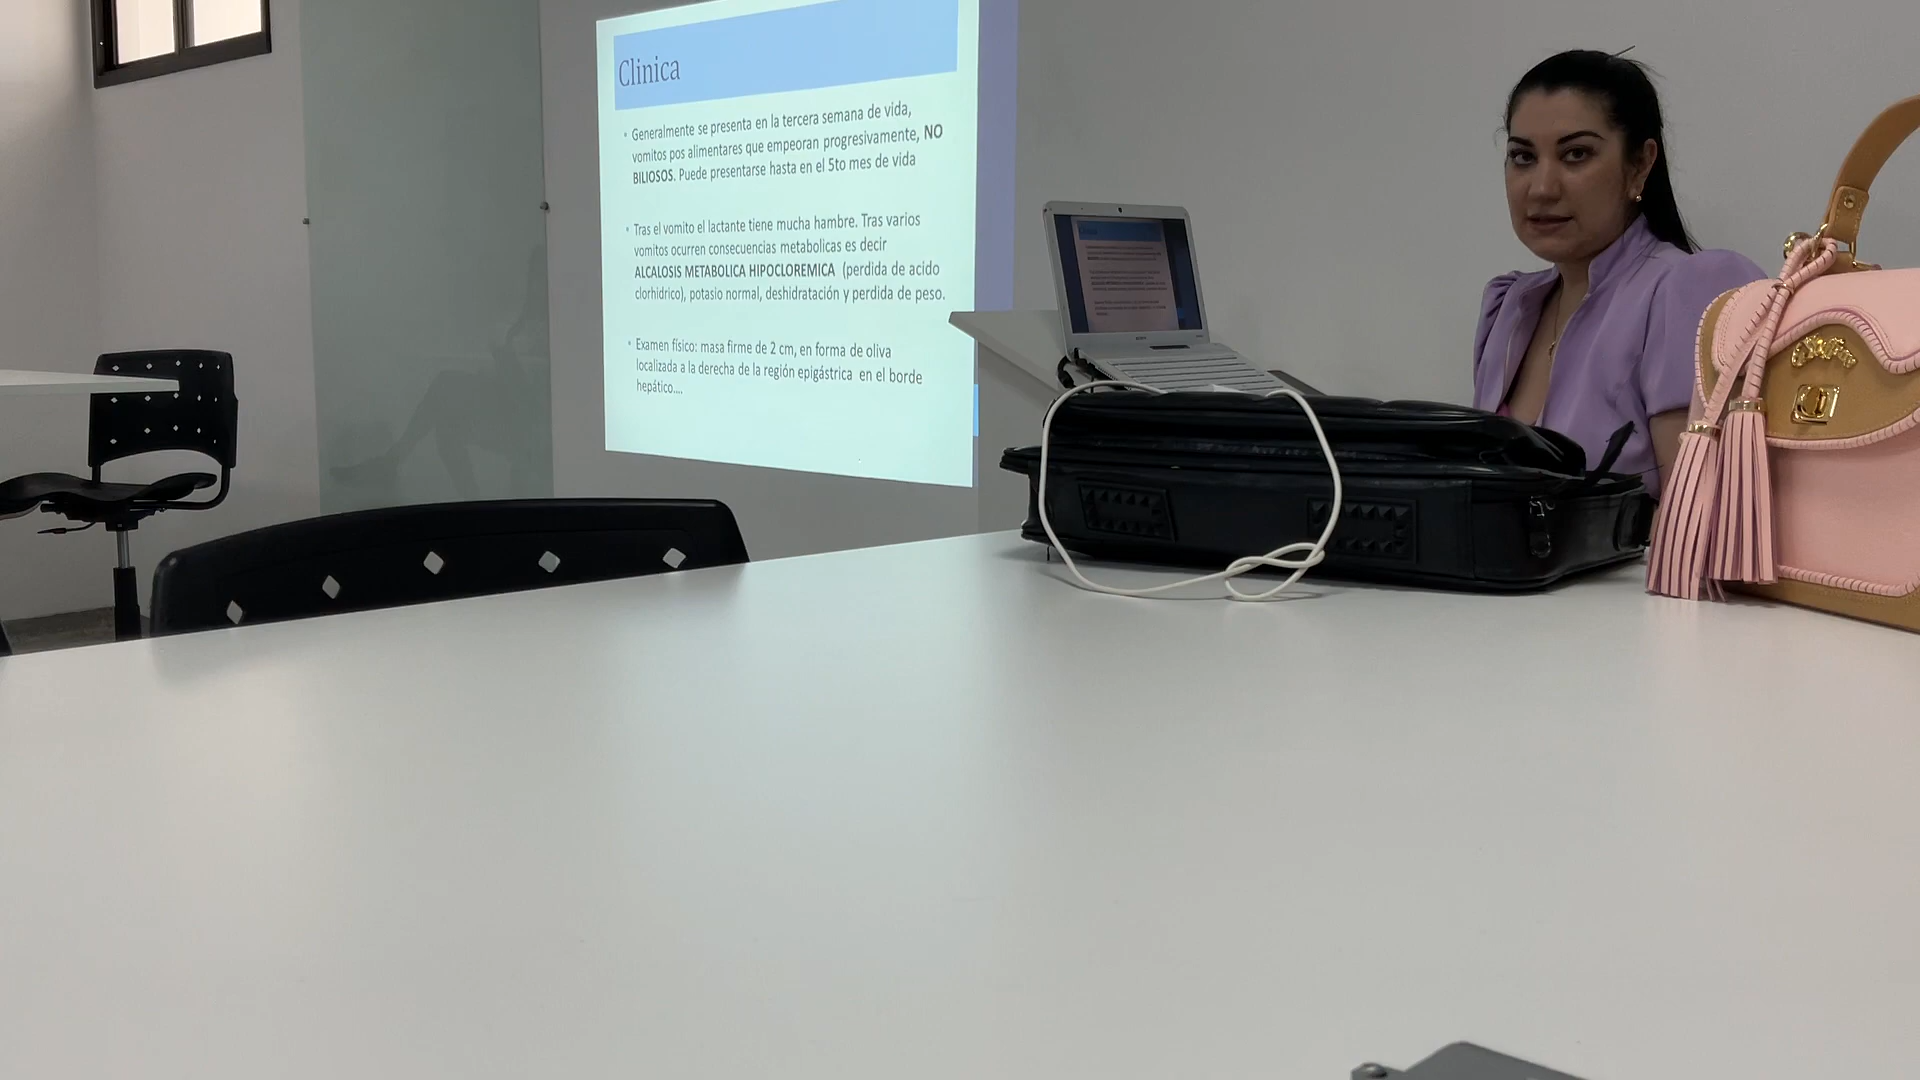 Clinica
• Generalmente se presenta en la tercera semana de vida,
vomitos pos alimentares que empeoran progresivamente, NO
BILIOSOS. Puede presentarse hasta en el 5to mes de vida
• Tras el vomito el lactante tiene mucha hambre. Tras varios
vomitos ocurren consecuencias metabolicas es decir
ALCALOSIS METABOLICA HIPOCLOREMICA (perdida de acido
clorhidrico), potasio normal, deshidratación y perdida de peso.
• Examen físico: masa firme de 2 cm, en forma de oliva
localizada a la derecha de la región epigástrica en el borde
hepático....